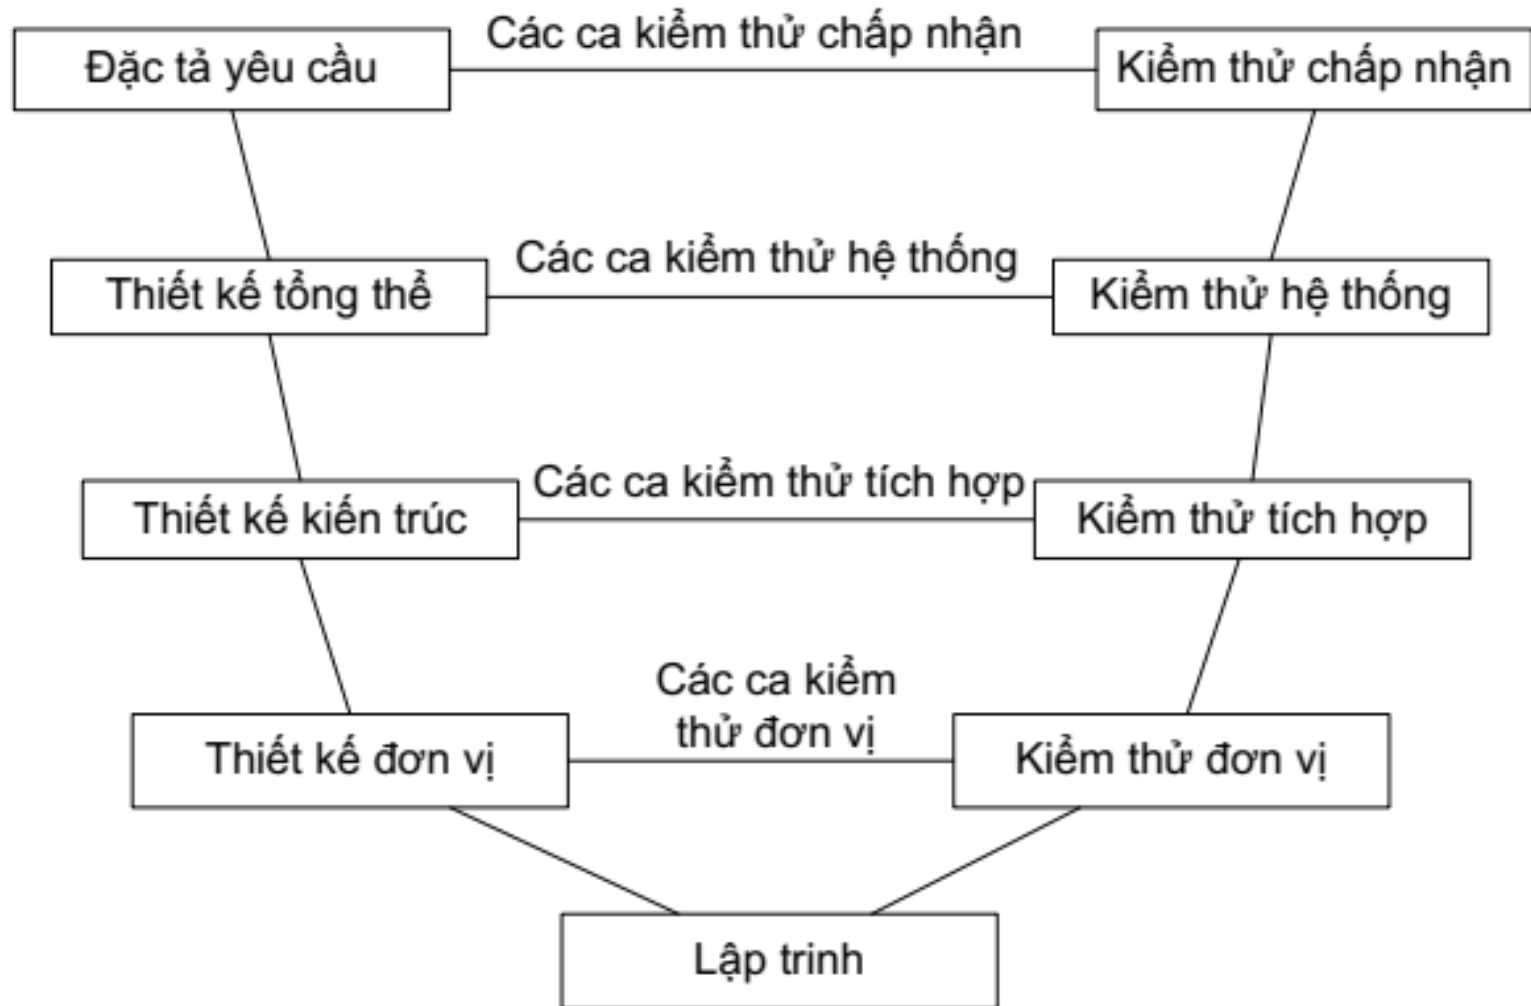 Đặc tả yêu cầu
Các ca kiểm thử chấp nhận
Kiểm thử chấp nhận
Thiết kế tổng thể
Các ca kiểm thử hệ thống
Kiểm thử hệ thống
Thiết kế kiến trúc
Các ca kiểm thử tích hợp
Kiểm thử tích hợp
Thiết kế đơn vị
Các ca kiểm
thử đơn vị
Kiểm thử đơn vị
Lập trinh